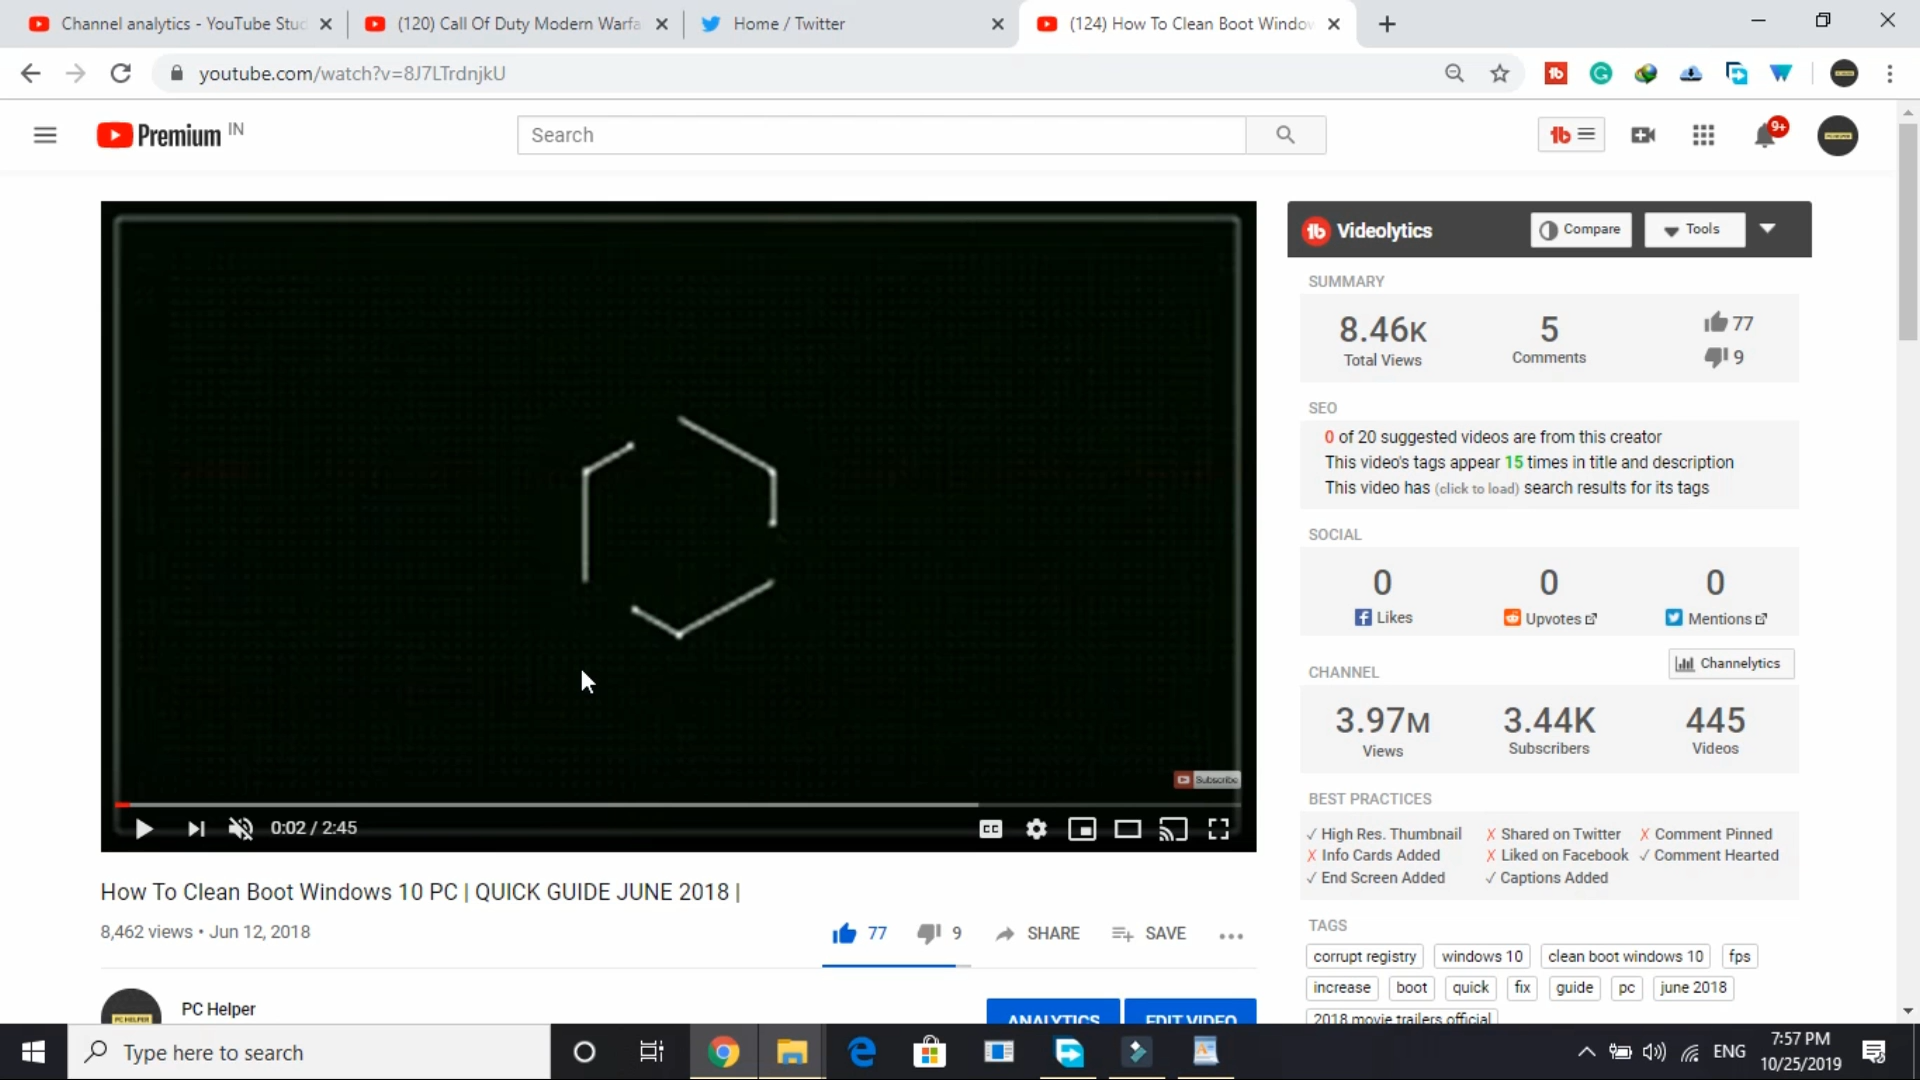 Channel analytics - YouTube Stud
(120) Call Of Duty Modern Warfa
Home / Twitter
(124) How To Clean Boot Window
youtube.com/watch?v=8J7LTrdnjkU
Premium IN
Search
9+
Videolytics
Compare
Tools
SUMMARY
8.46K
5
77
Total Views
Comments
9
SEO
0 of 20 suggested videos are from this creator
This video's tags appear 15 times in title and description
This video has (click to load) search results for its tags
SOCIAL
0
0
0
Likes
Upvotes
Mentions
CHANNEL
Channelytics
3.97M
3.44K
445
Views
Subscribers
Videos
BEST PRACTICES
✓ High Res. Thumbnail
✗ Shared on Twitter
✗ Comment Pinned
✗ Info Cards Added
✗ Liked on Facebook
✓ Comment Hearted
✓ End Screen Added
✓ Captions Added
TAGS
corrupt registry
windows 10
clean boot windows 10
fps
increase
boot
quick
fix
guide
pc
june 2018
2018 movie trailers official
Subscribe
0:02 / 2:45
CC
How To Clean Boot Windows 10 PC | QUICK GUIDE JUNE 2018 |
8,462 views • Jun 12, 2018
77
9
SHARE
SAVE
PC HELPER
PC Helper
ANALYTICS
EDIT VIDEO
Type here to search
ENG
7:57 PM
10/25/2019